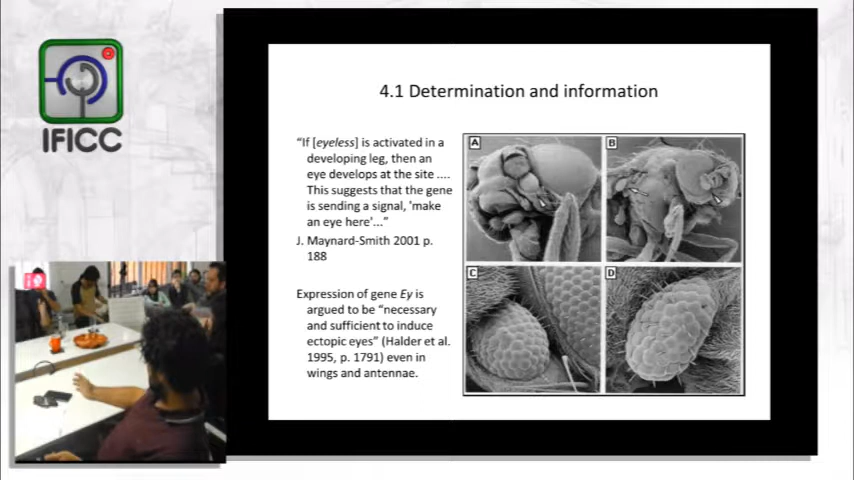 IFICC
4.1 Determination and information
“If [eyeless] is activated in a
developing leg, then an
eye develops at the site ....
This suggests that the gene
is sending a signal, 'make
an eye here'...”
J. Maynard-Smith 2001 p.
188
Expression of gene Ey is
argued to be “necessary
and sufficient to induce
ectopic eyes” (Halder et al.
1995, p. 1791) even in
wings and antennae.
A
B
C
D